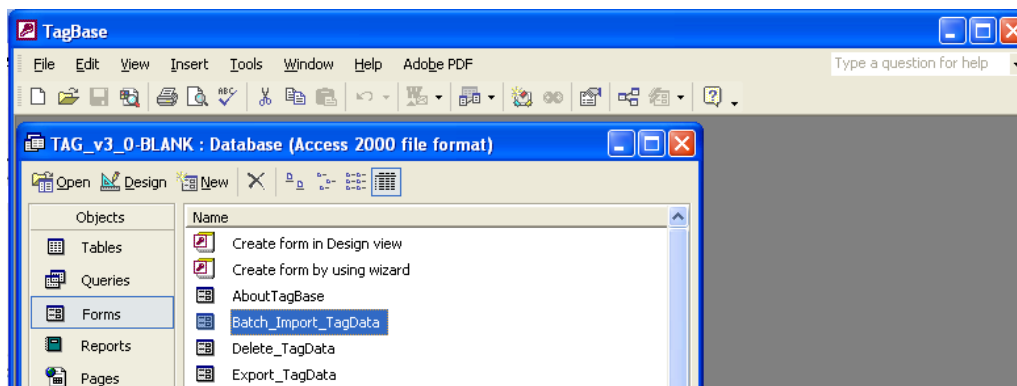 TagBase
File Edit View Insert Tools Window Help Adobe PDF Type a question for help
TAG_v3_0-BLANK : Database (Access 2000 file format)
Open Design New
Objects Name
Create form in Design view
Tables
Create form by using wizard
Queries
AboutTagBase
Forms Batch_Import_TagData
Reports Delete_TagData
Pages Export_TagData